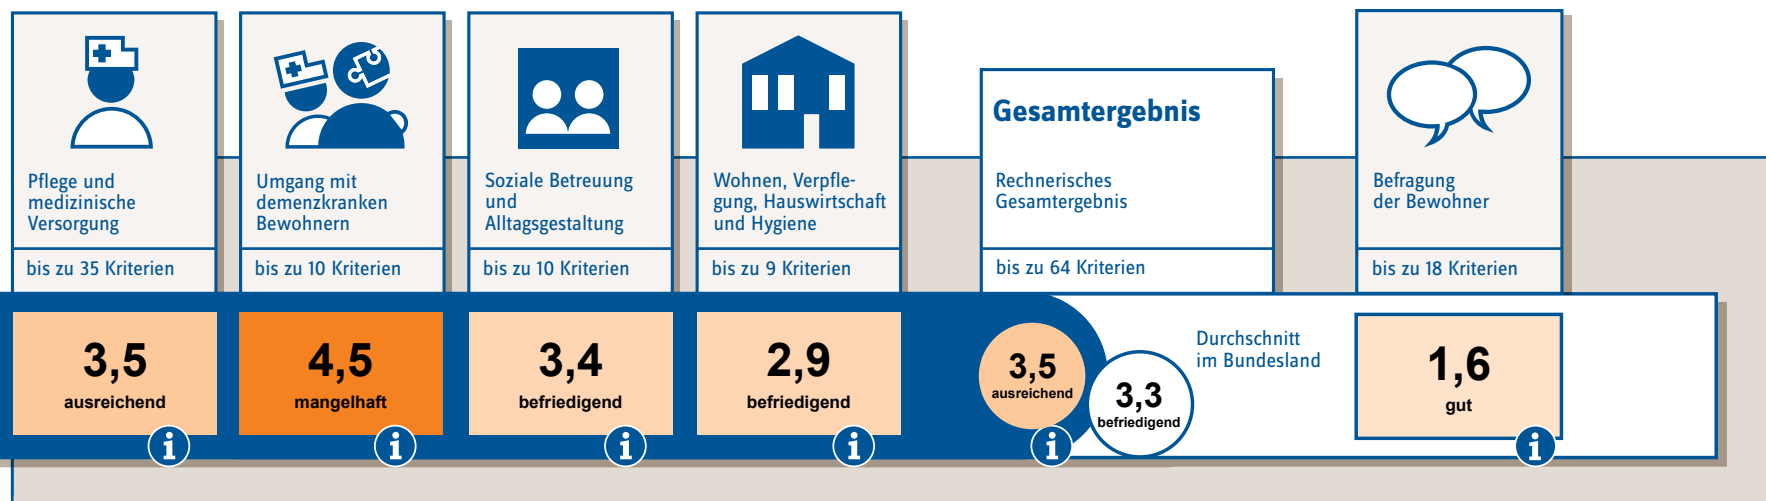 Pflege und
medizinische
Versorgung
bis zu 35 Kriterien
3,5
ausreichend
i
Umgang mit
demenzkranken
Bewohnern
bis zu 10 Kriterien
4,5
mangelhaft
i
Soziale Betreuung
und
Alltagsgestaltung
bis zu 10 Kriterien
3,4
befriedigend
i
Wohnen, Verpfle-
gung, Hauswirtschaft
und Hygiene
bis zu 9 Kriterien
2,9
befriedigend
i
Gesamtergebnis
Rechnerisches
Gesamtergebnis
bis zu 64 Kriterien
3,5
ausreichend
i
3,3
befriedigend
Durchschnitt
im Bundesland
Befragung
der Bewohner
bis zu 18 Kriterien
1,6
gut
i